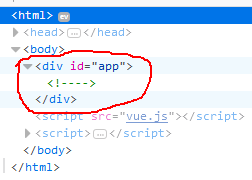 <html> ev
<head> ... </head>
<body>
<div id="app">
<!---->
</div>
<script src="vue.js"></script>
<script> ... </script>
</body>
</html>